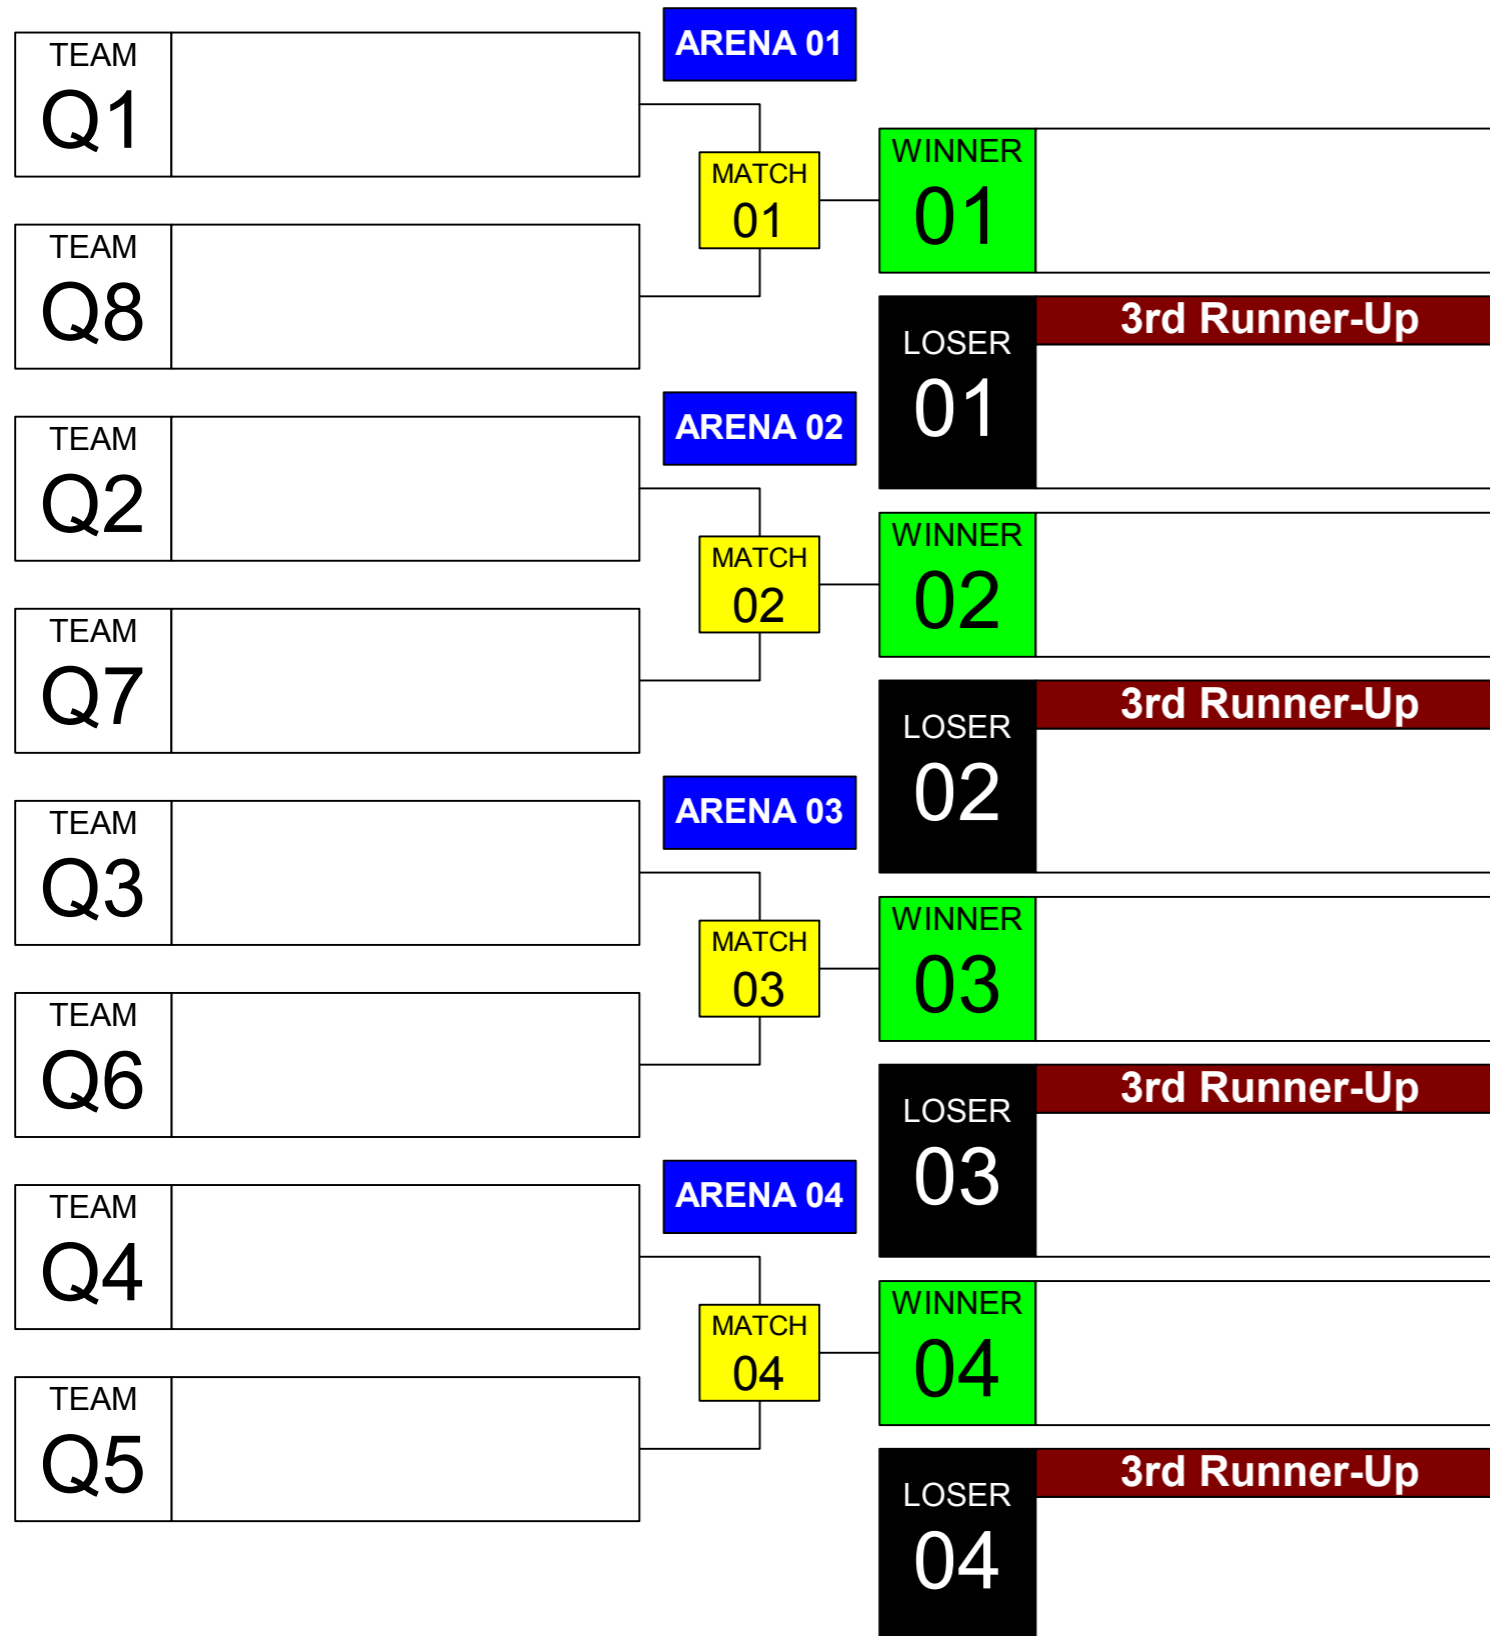 ARENA 01
TEAM
Q1
MATCH
01
WINNER
01
TEAM
Q8
LOSER
01
3rd Runner-Up
ARENA 02
TEAM
Q2
MATCH
02
WINNER
02
TEAM
Q7
LOSER
02
3rd Runner-Up
ARENA 03
TEAM
Q3
MATCH
03
WINNER
03
TEAM
Q6
LOSER
03
3rd Runner-Up
ARENA 04
TEAM
Q4
MATCH
04
WINNER
04
TEAM
Q5
LOSER
04
3rd Runner-Up